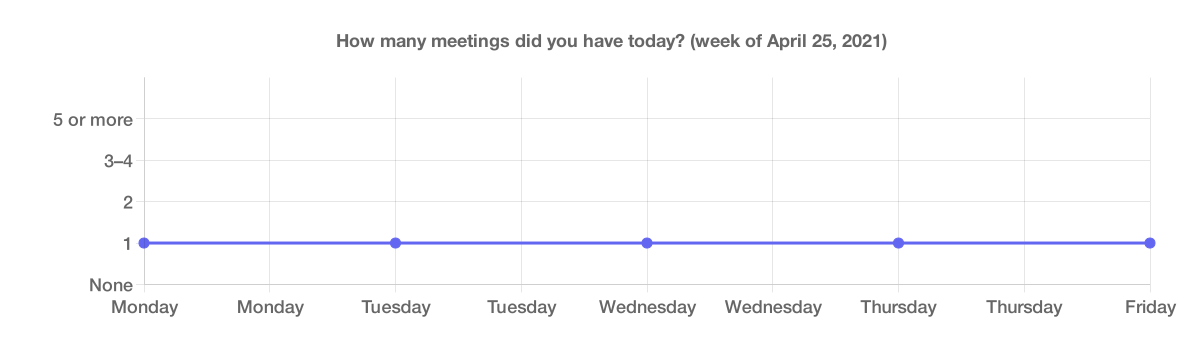 How many meetings did you have today? (week of April 25, 2021)
5 or more
3–4
2
1
None
Monday Monday Tuesday Tuesday Wednesday Wednesday Thursday Thursday Friday